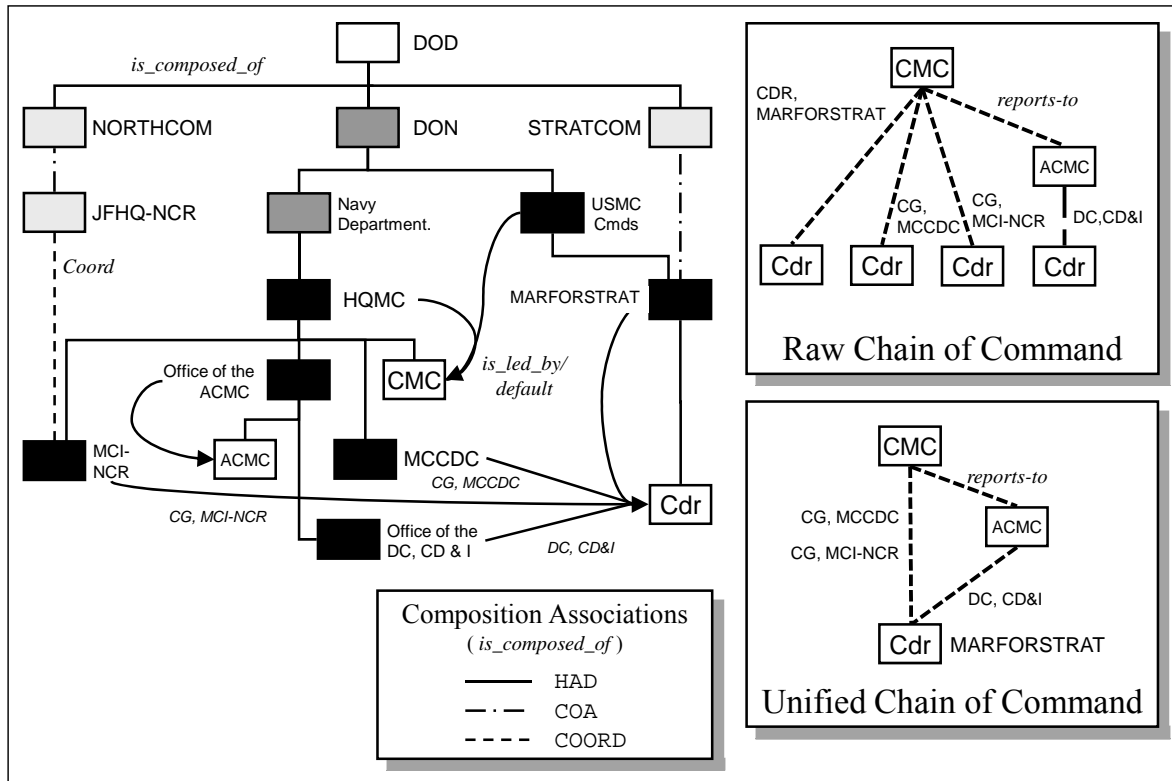 DOD
is_composed_of
NORTHCOM
DON
STRATCOM
JFHQ-NCR
Navy
Department.
USMC
Cmds
Coord
HQMC
MARFORSTRAT
Office of the
ACMC
CMC
is_led_by/
default
MCI-
NCR
ACMC
MCCDC
CG, MCCDC
Cdr
CG, MCI-NCR
Office of the
DC, CD & I
DC, CD&I
Composition Associations
( is_composed_of )
HAD
COA
COORD
CMC
CDR,
MARFORSTRAT
reports-to
ACMC
CG,
MCCDC
CG,
MCI-NCR
DC,CD&I
Cdr
Cdr
Cdr
Cdr
Raw Chain of Command
CMC
reports-to
CG, MCCDC
ACMC
CG, MCI-NCR
DC, CD&I
Cdr
MARFORSTRAT
Unified Chain of Command